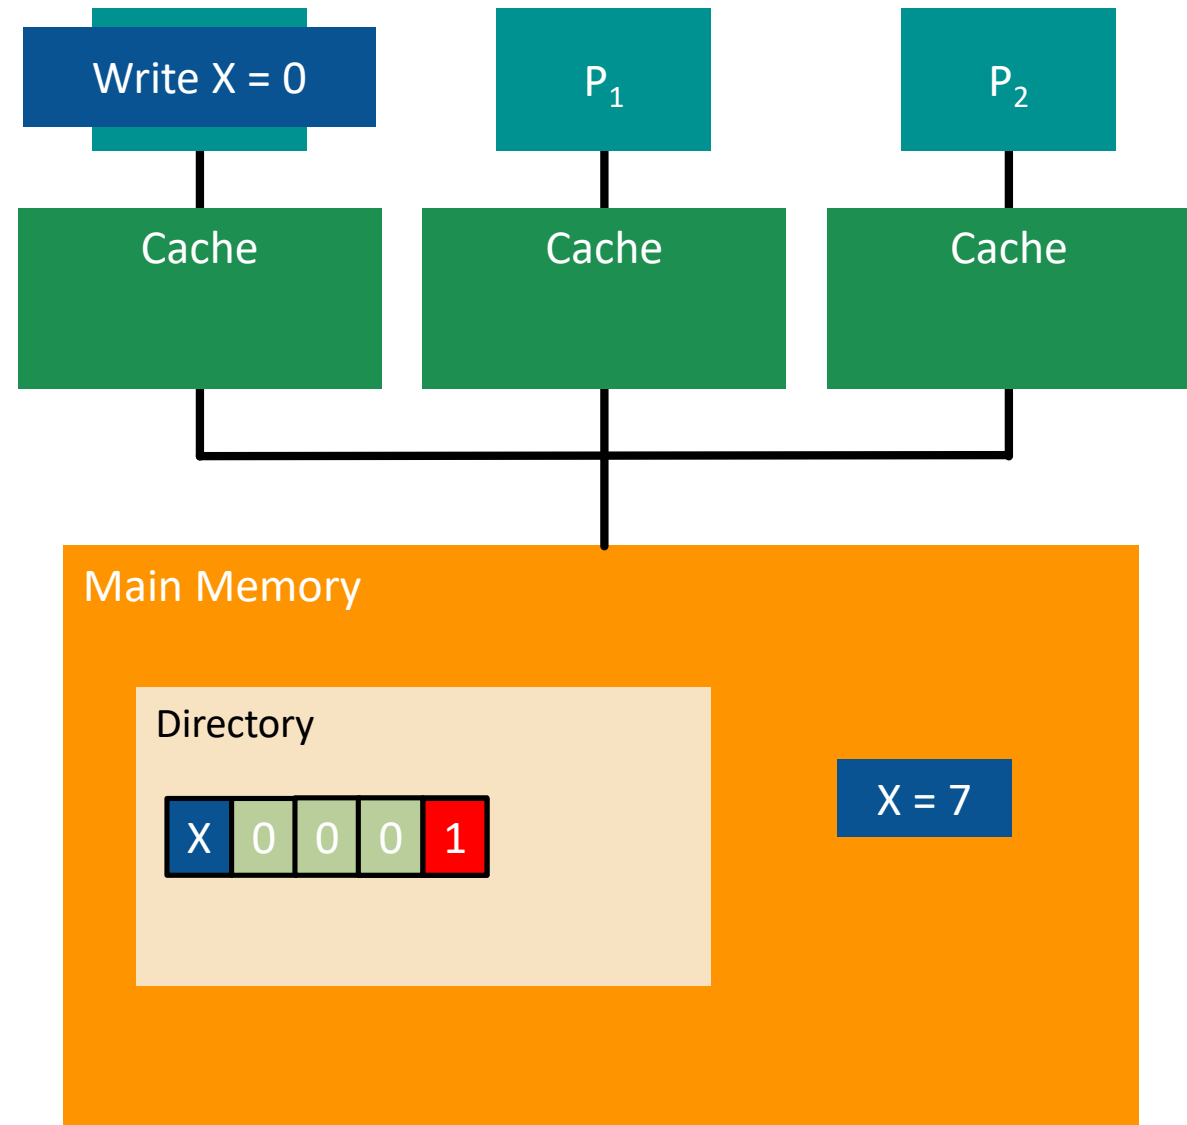 Write X = 0
P₁
P₂
Cache
Cache
Cache
Main Memory
Directory
X = 7
X 0 0 0 1